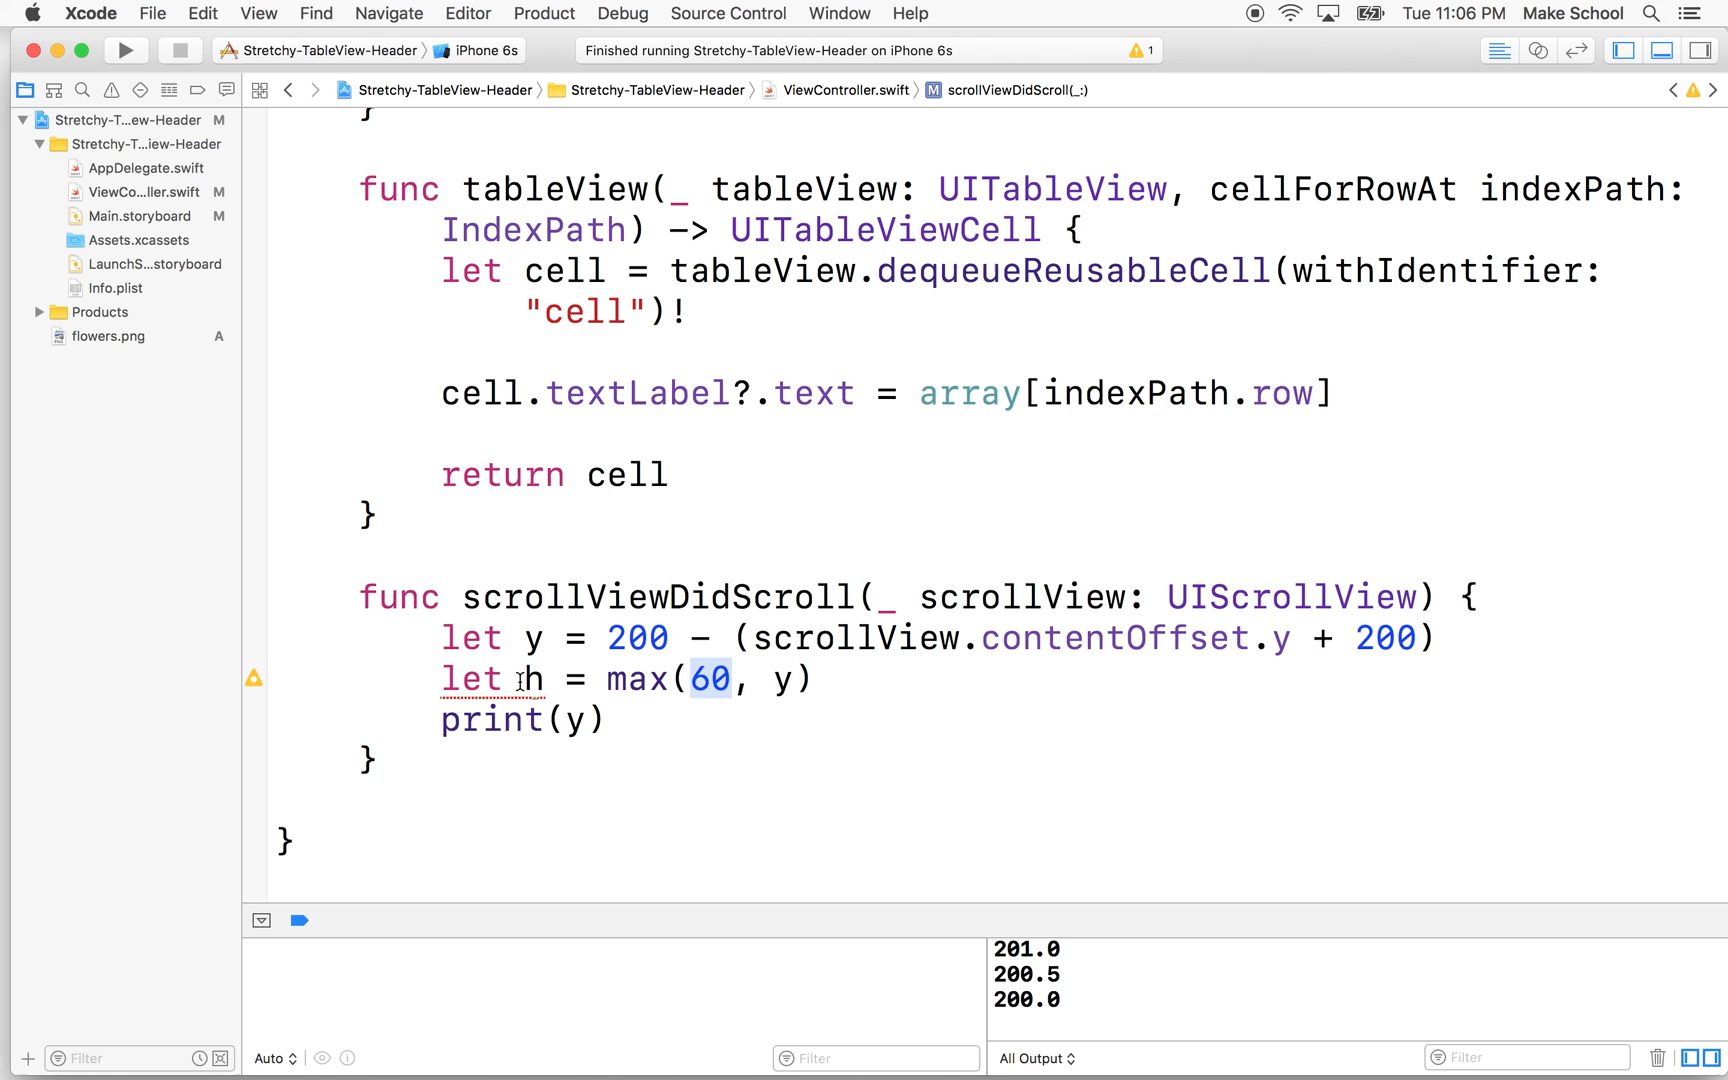 Xcode File Edit View Find Navigate Editor Product Debug Source Control Window Help Tue 11:06 PM Make School
Stretchy-TableView-Header iPhone 6s Finished running Stretchy-TableView-Header on iPhone 6s 1
Stretchy-TableView-Header Stretchy-TableView-Header ViewController.swift M scrollViewDidScroll(_:)
Stretchy-T...ew-Header M
Stretchy-T...iew-Header
AppDelegate.swift
ViewCo...ller.swift M
Main.storyboard M
Assets.xcassets
LaunchS...storyboard
Info.plist
Products
flowers.png A
}
func tableView(_ tableView: UITableView, cellForRowAt indexPath:
IndexPath) -> UITableViewCell {
let cell = tableView.dequeueReusableCell(withIdentifier:
"cell")!
cell.textLabel?.text = array[indexPath.row]
return cell
}
func scrollViewDidScroll(_ scrollView: UIScrollView) {
let y = 200 - (scrollView.contentOffset.y + 200)
let h = max(60, y)
print(y)
}
}
201.0
200.5
200.0
Filter Auto Filter All Output Filter